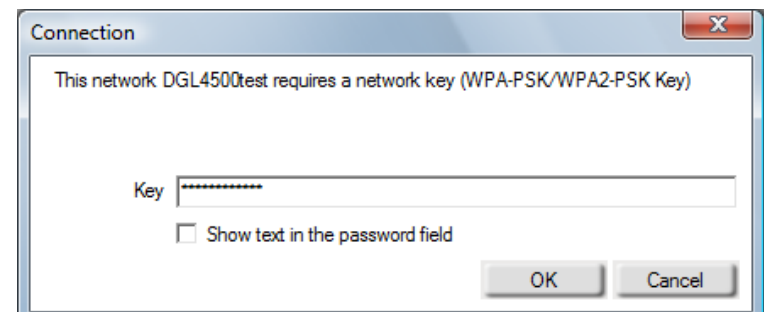 Connection
This network DGL4500test requires a network key (WPA-PSK/WPA2-PSK Key)
Key ************
Show text in the password field
OK Cancel